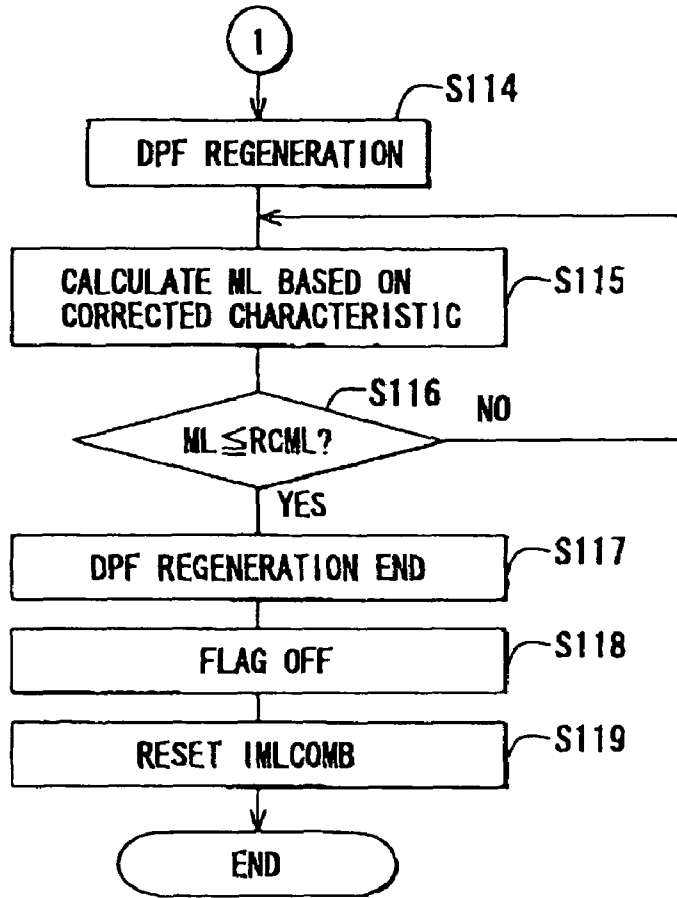 1
S114
DPF REGENERATION
CALCULATE ML BASED ON
CORRECTED CHARACTERISTIC
S115
S116
ML≦RCML?
NO
YES
DPF REGENERATION END
S117
FLAG OFF
S118
RESET IMLCOMB
S119
END